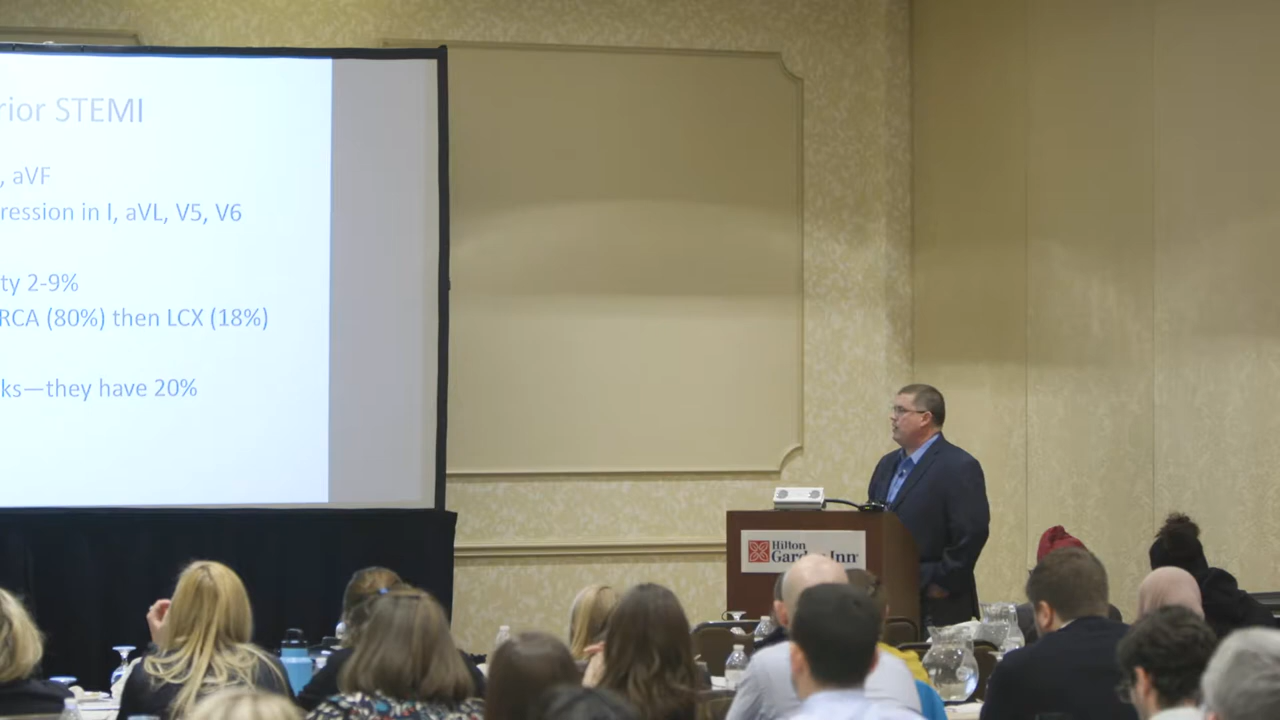 rior STEMI
, aVF
ression in I, aVL, V5, V6
ty 2-9%
RCA (80%) then LCX (18%)
ks—they have 20%
Hilton
Garden Inn